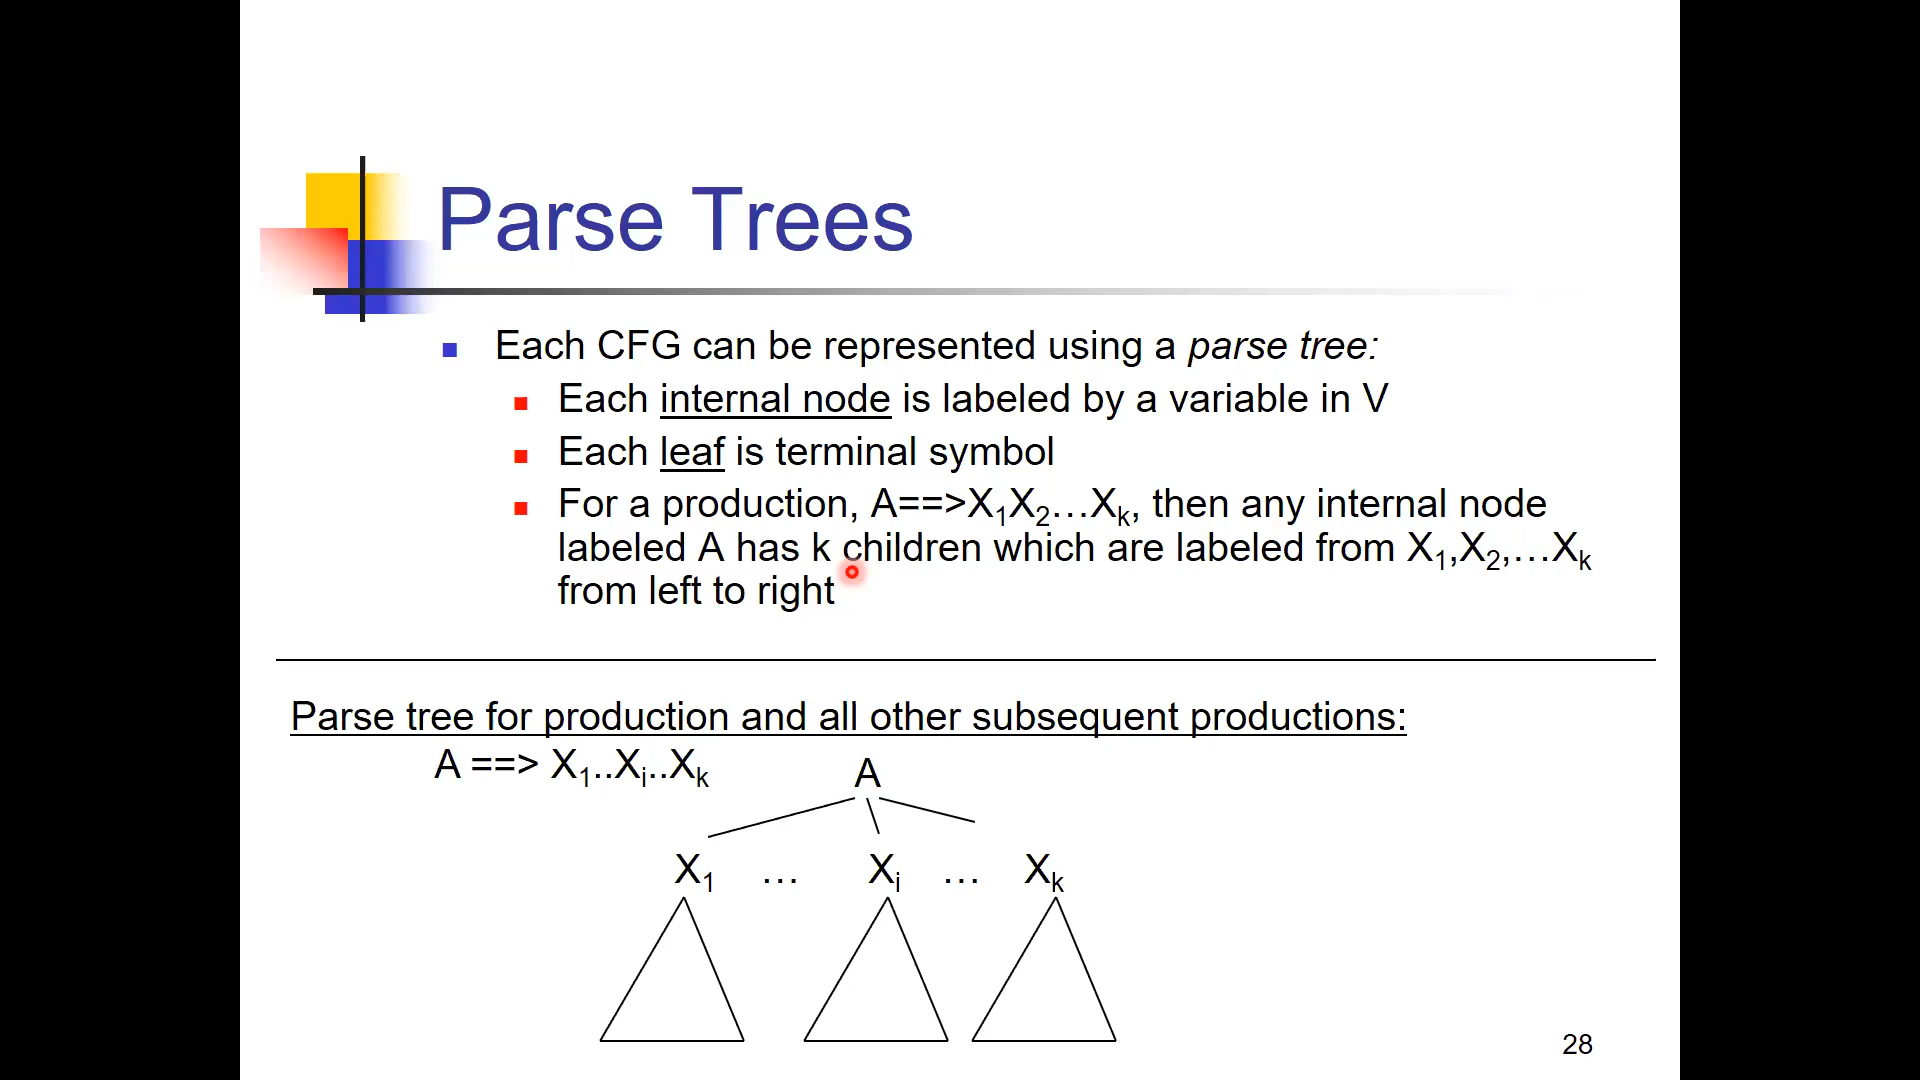 Parse Trees
Each CFG can be represented using a parse tree:
Each internal node is labeled by a variable in V
Each leaf is terminal symbol
For a production, A==>X1X2…Xk, then any internal node
labeled A has k children which are labeled from X1,X2,…Xk
from left to right
Parse tree for production and all other subsequent productions:
A ==> X1..Xi..Xk
A
X1 … Xi … Xk
28